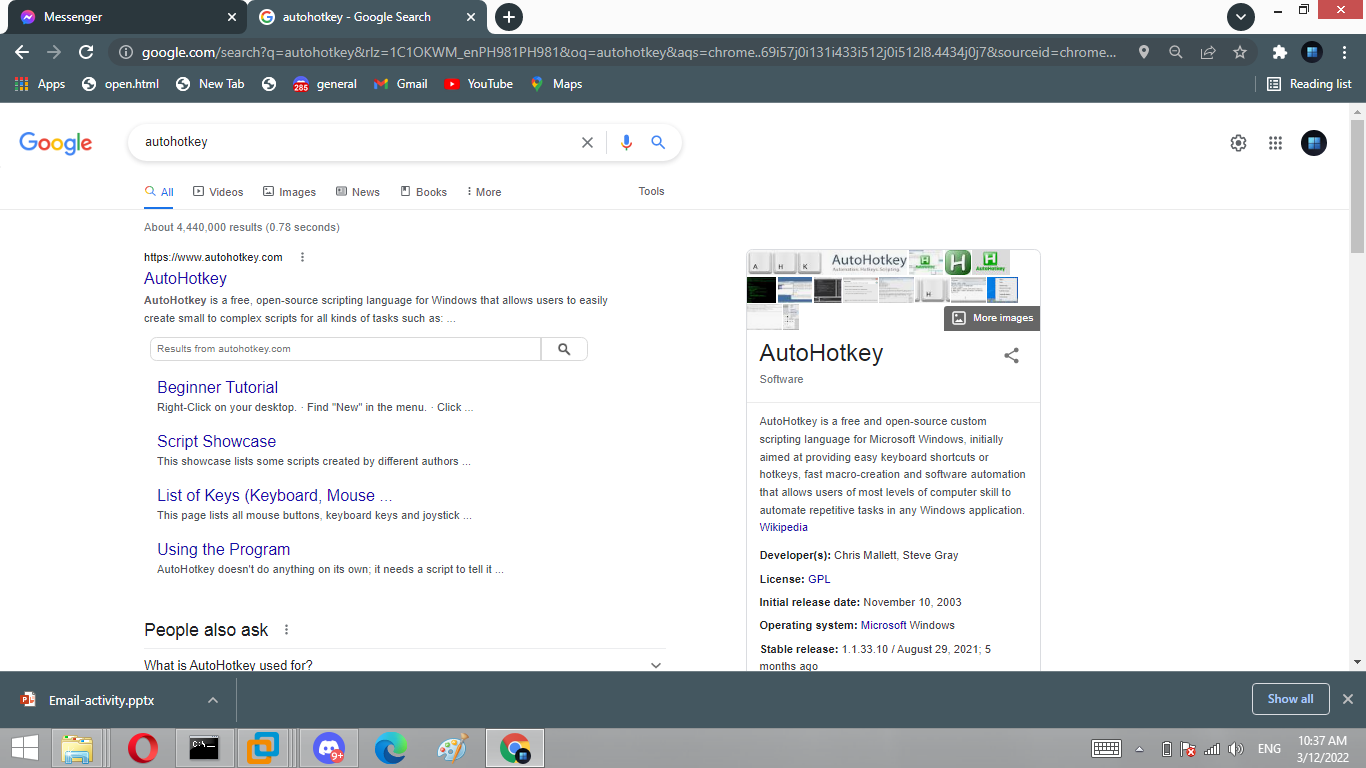 Messenger
autohotkey - Google Search
google.com/search?q=autohotkey&rlz=1C1OKWM_enPH981PH981&oq=autohotkey&aqs=chrome..69i57j0i131i433i512j0i512l8.4434j0j7&sourceid=chrome...
Apps
open.html
New Tab
285
general
Gmail
YouTube
Maps
Reading list
Google
autohotkey
All
Videos
Images
News
Books
More
Tools
About 4,440,000 results (0.78 seconds)
https://www.autohotkey.com
AutoHotkey
AutoHotkey is a free, open-source scripting language for Windows that allows users to easily
create small to complex scripts for all kinds of tasks such as: ...
Results from autohotkey.com
Beginner Tutorial
Right-Click on your desktop. · Find "New" in the menu. · Click ...
Script Showcase
This showcase lists some scripts created by different authors ...
List of Keys (Keyboard, Mouse ...
This page lists all mouse buttons, keyboard keys and joystick ...
Using the Program
AutoHotkey doesn't do anything on its own; it needs a script to tell it ...
People also ask
What is AutoHotkey used for?
A H K
AutoHotkey
Automation Hotkeys Scripting
H
H
AutoHotkey
H
More images
AutoHotkey
Software
AutoHotkey is a free and open-source custom
scripting language for Microsoft Windows, initially
aimed at providing easy keyboard shortcuts or
hotkeys, fast macro-creation and software automation
that allows users of most levels of computer skill to
automate repetitive tasks in any Windows application.
Wikipedia
Developer(s): Chris Mallett, Steve Gray
License: GPL
Initial release date: November 10, 2003
Operating system: Microsoft Windows
Stable release: 1.1.33.10 / August 29, 2021; 5
months ago
Email-activity.pptx
Show all
C:\_
9+
ENG
10:37 AM
3/12/2022